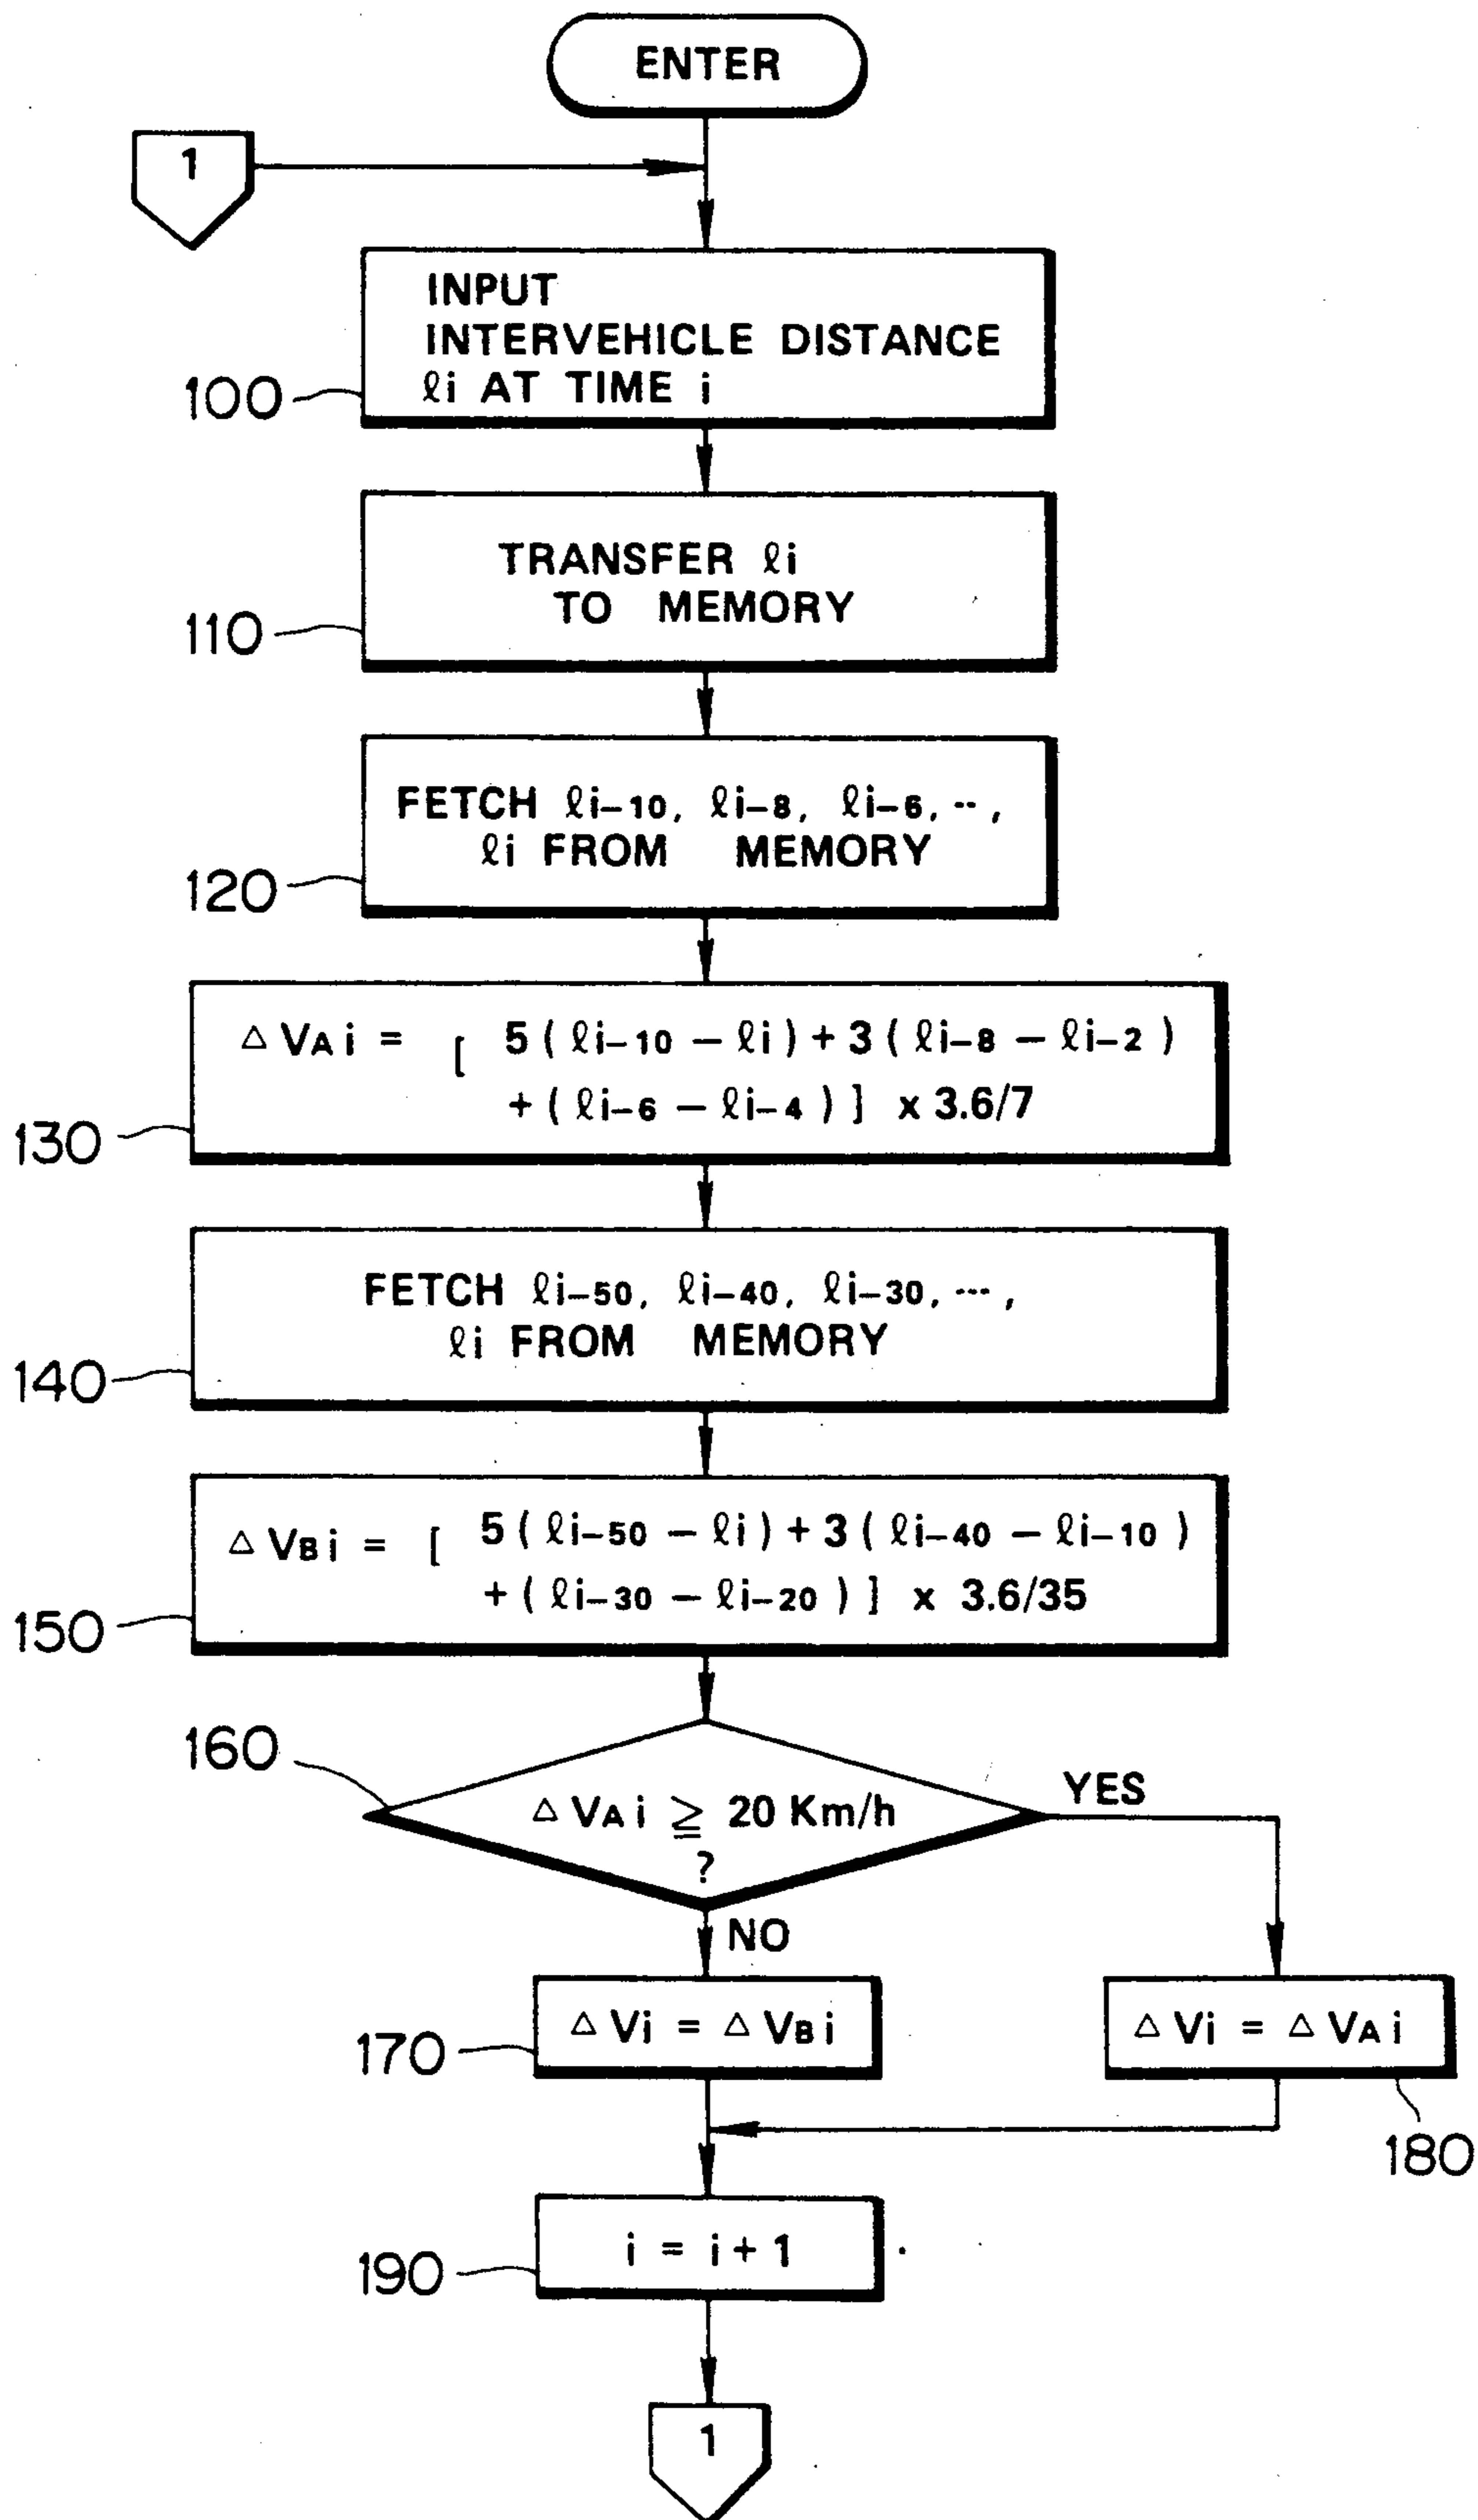 ENTER
1
INPUT
INTERVEHICLE DISTANCE
ℓi AT TIME i
100
TRANSFER ℓi
TO MEMORY
110
FETCH ℓi–10, ℓi–8, ℓi–6, --,
ℓi FROM MEMORY
120
△ VAi = [ 5 ( ℓi–10 – ℓi ) + 3 ( ℓi–8 – ℓi–2 )
+ ( ℓi–6 – ℓi–4 ) ] x 3.6/7
130
FETCH ℓi–50, ℓi–40, ℓi–30, ---,
ℓi FROM MEMORY
140
△ VBi = [ 5 ( ℓi–50 – ℓi ) + 3 ( ℓi–40 – ℓi–10 )
+ ( ℓi–30 – ℓi–20 ) ] x 3.6/35
150
160
YES
△ VAi ≧ 20 Km/h
?
NO
△ Vi = △ VBi
170
△ Vi = △ VAi
180
i = i + 1
190
1